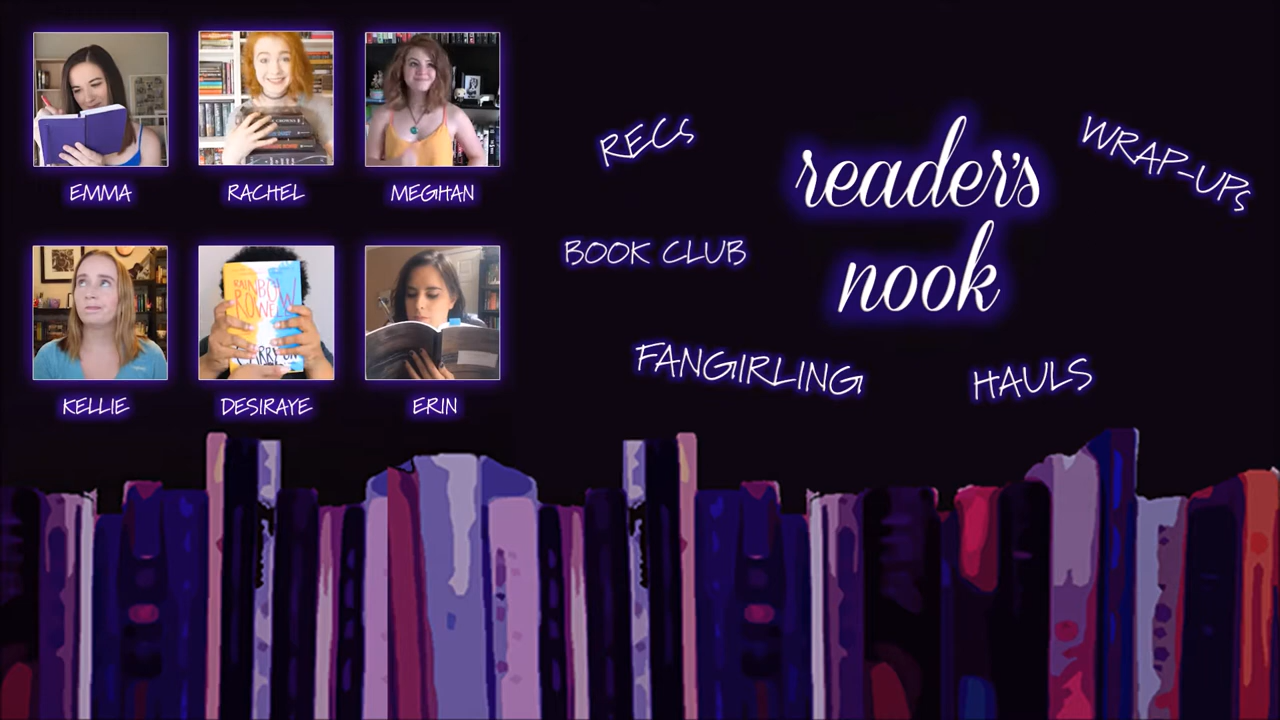 EMMA
RACHEL
MEGHAN
KELLIE
RAINBOW
ROWELL
CARRY ON
DESIRAYE
ERIN
RECS
reader's
nook
WRAP-UPs
BOOK CLUB
FANGIRLING
HAULS